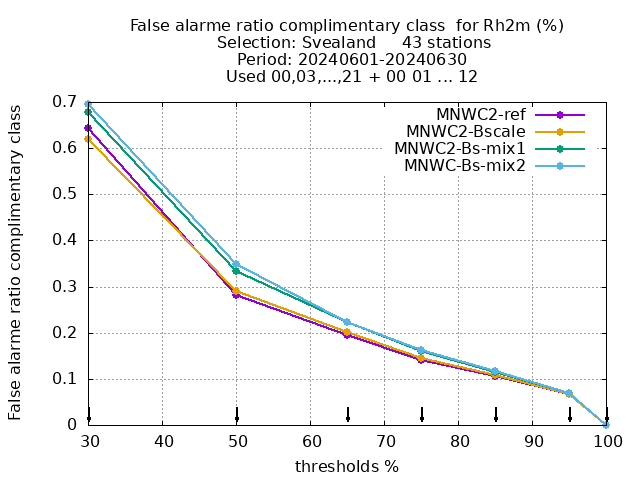 False alarme ratio complimentary class  for Rh2m (%)
Selection: Svealand     43 stations
Period: 20240601-20240630
Used 00,03,...,21 + 00 01 ... 12
False alarme ratio complimentary class
0.7
0.6
0.5
0.4
0.3
0.2
0.1
0
MNWC2-ref
MNWC2-Bscale
MNWC2-Bs-mix1
MNWC-Bs-mix2
30 40 50 60 70 80 90 100
thresholds %